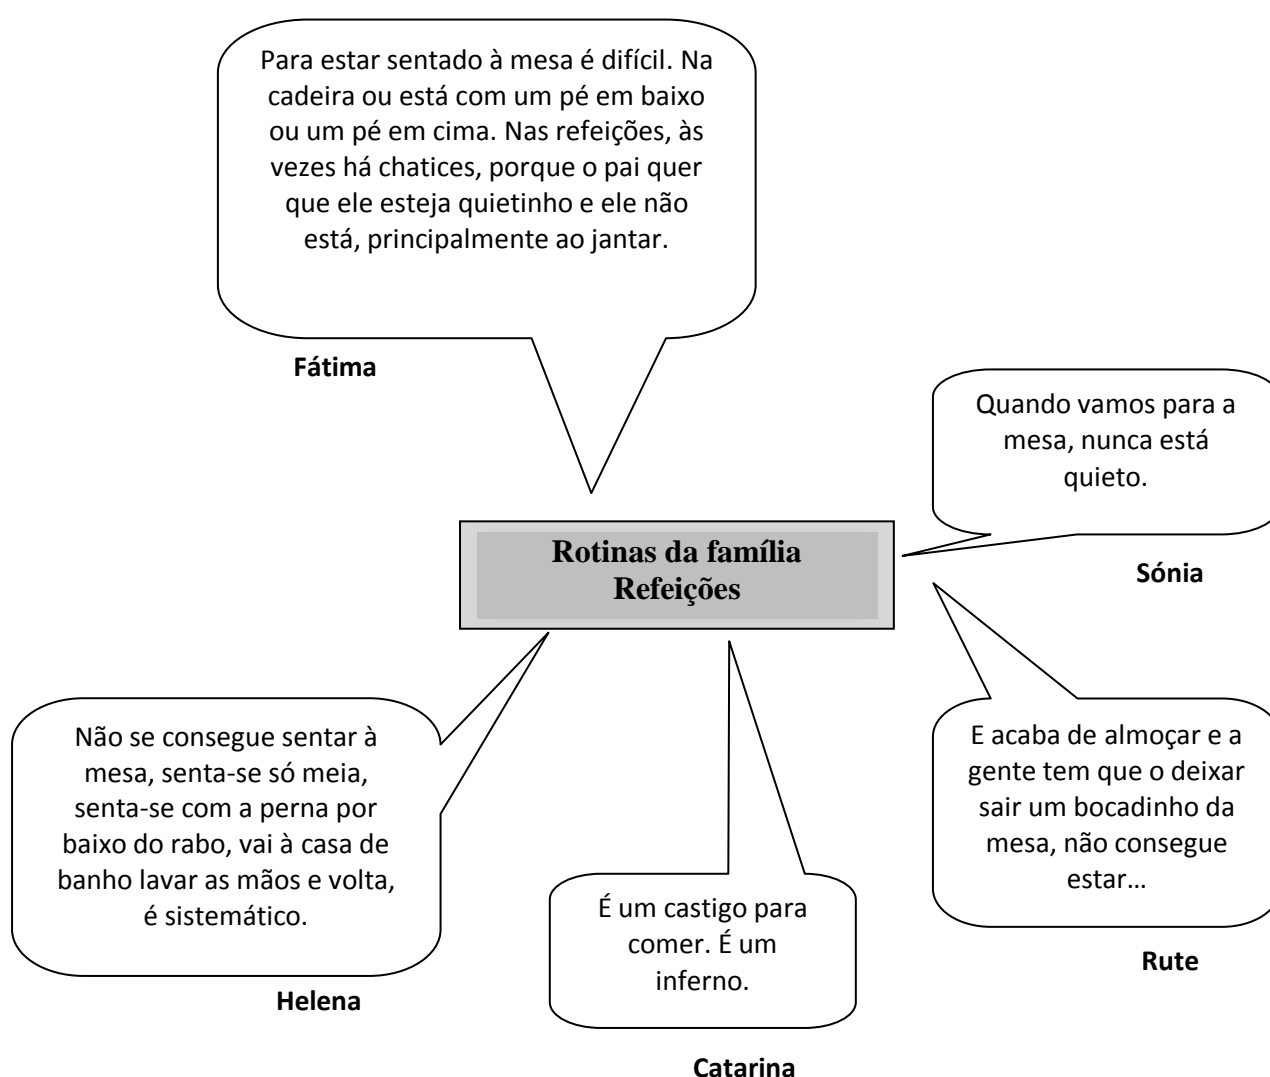 Para estar sentado à mesa é difícil. Na
cadeira ou está com um pé em baixo
ou um pé em cima. Nas refeições, às
vezes há chatices, porque o pai quer
que ele esteja quietinho e ele não
está, principalmente ao jantar.
Fátima
Quando vamos para a
mesa, nunca está
quieto.
Sónia
Rotinas da família
Refeições
Não se consegue sentar à
mesa, senta-se só meia,
senta-se com a perna por
baixo do rabo, vai à casa de
banho lavar as mãos e volta,
é sistemático.
Helena
É um castigo para
comer. É um
inferno.
Catarina
E acaba de almoçar e a
gente tem que o deixar
sair um bocadinho da
mesa, não consegue
estar…
Rute